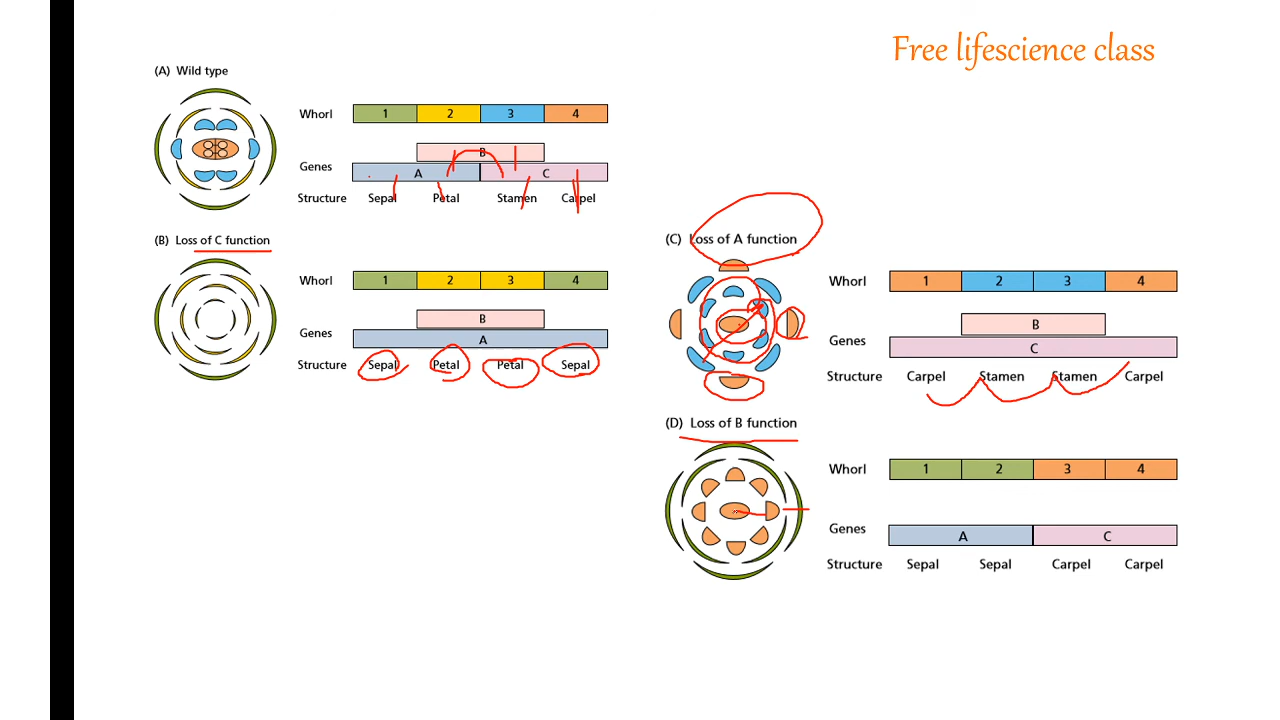 Free lifescience class
(A) Wild type
Whorl 1 2 3 4
B
Genes A C
Structure Sepal Petal Stamen Carpel
(B) Loss of C function
Whorl 1 2 3 4
B
Genes A
Structure Sepal Petal Petal Sepal
(C) Loss of A function
Whorl 1 2 3 4
B
Genes C
Structure Carpel Stamen Stamen Carpel
(D) Loss of B function
Whorl 1 2 3 4
Genes A C
Structure Sepal Sepal Carpel Carpel